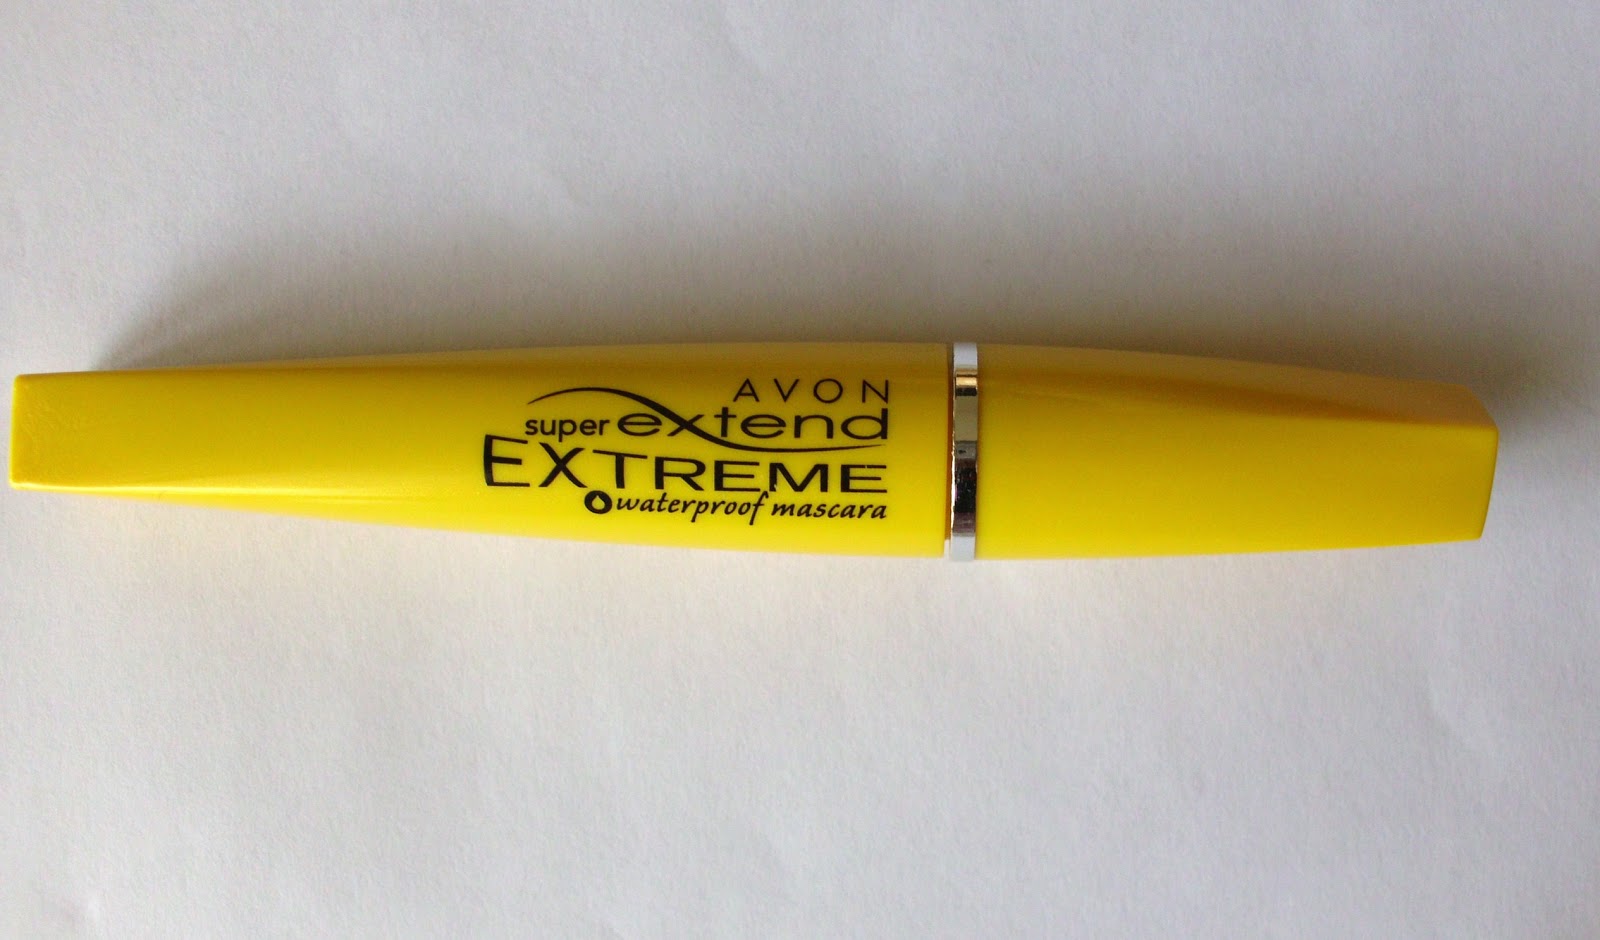 AVON
super extend
EXTREME
waterproof mascara